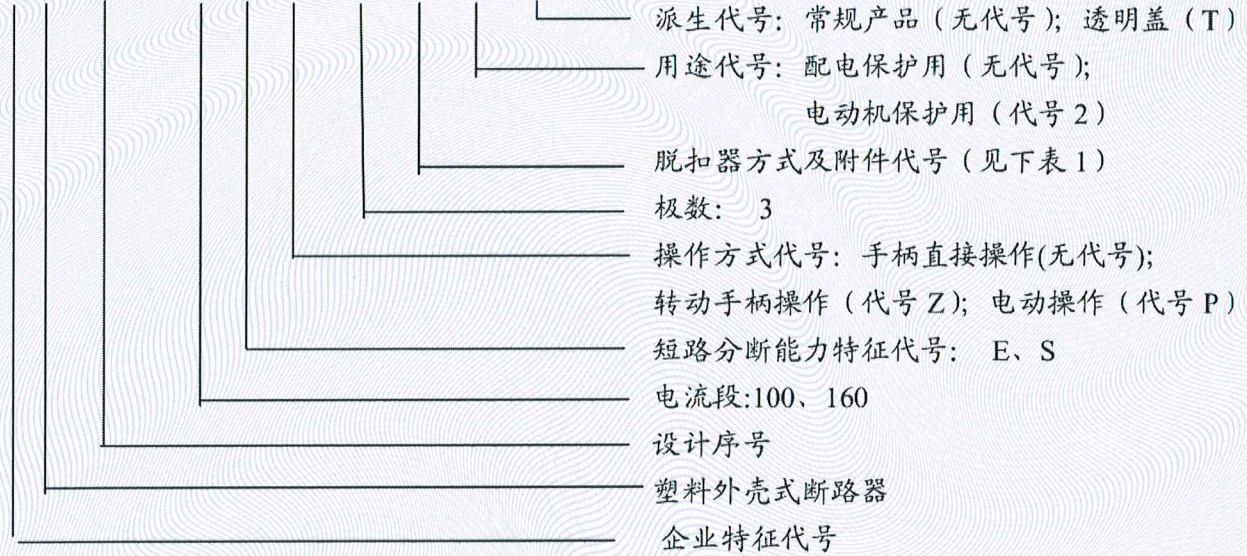 派生代号：常规产品（无代号）；透明盖（T）
用途代号：配电保护用（无代号）；
电动机保护用（代号2）
脱扣器方式及附件代号（见下表1）
极数： 3
操作方式代号：手柄直接操作(无代号)；
转动手柄操作（代号Z）；电动操作（代号P）
短路分断能力特征代号： E、S
电流段:100、160
设计序号
塑料外壳式断路器
企业特征代号